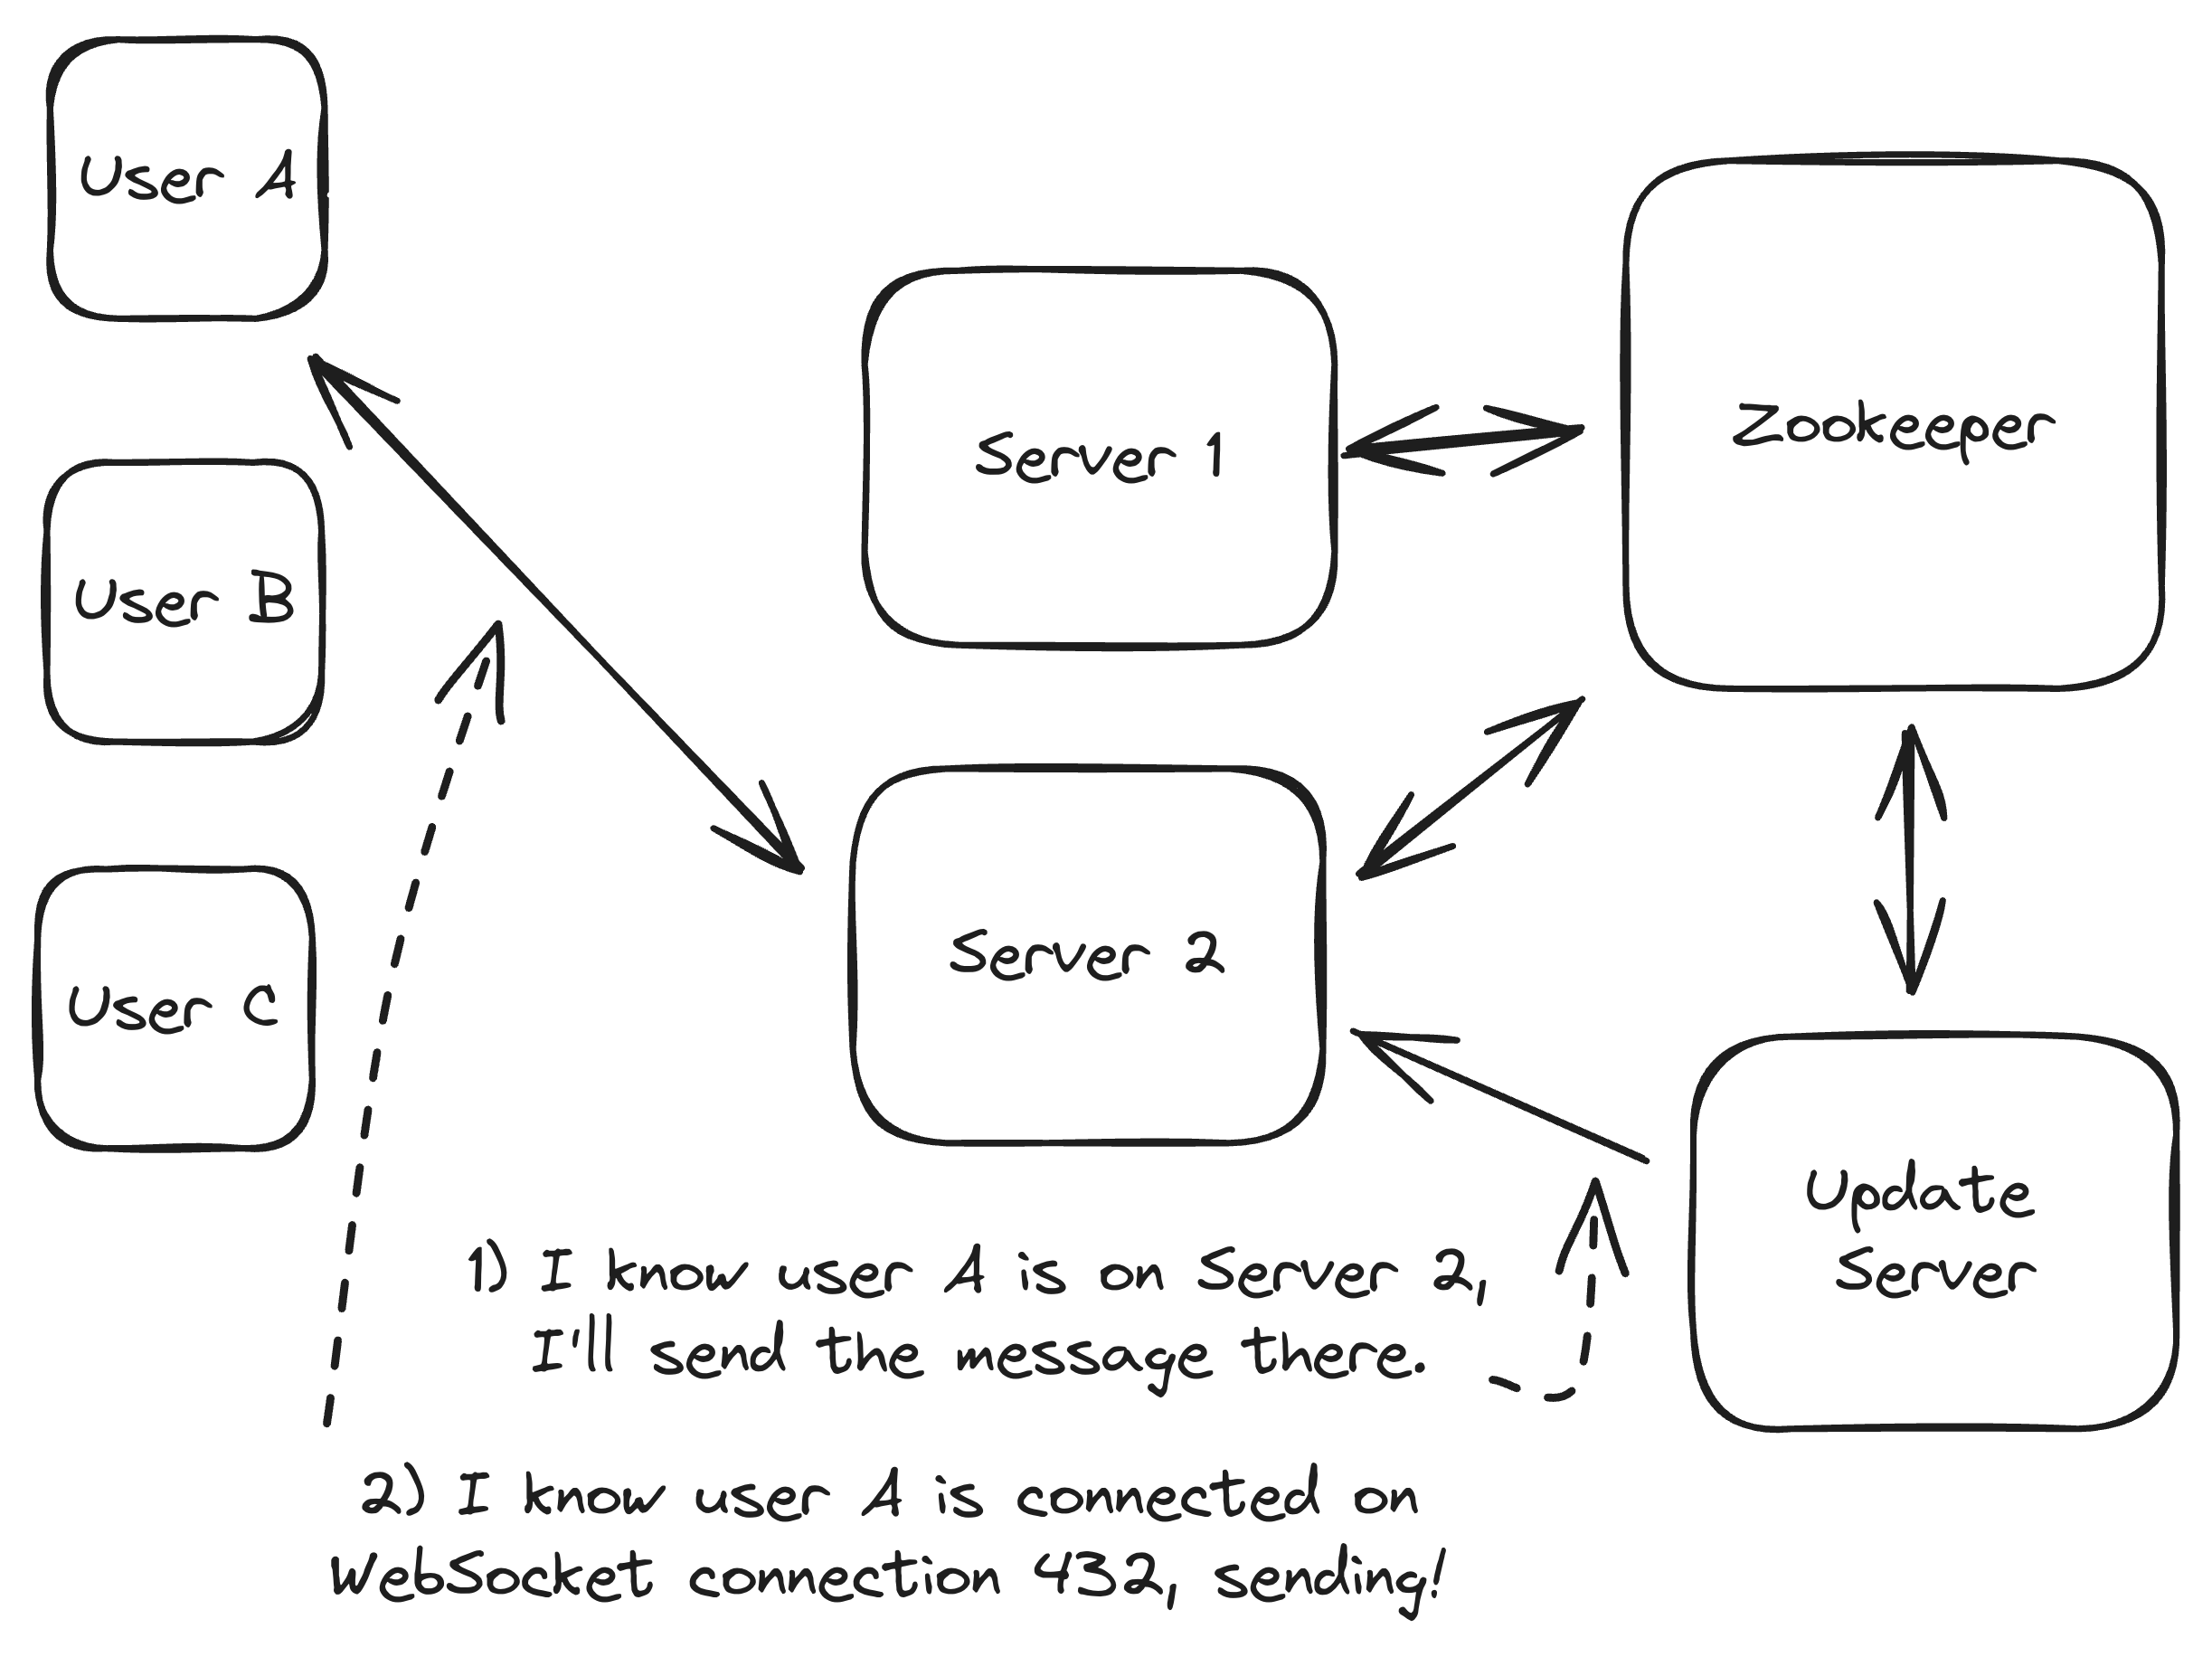 User A
User B
User C
Server 1
Server 2
Zookeeper
Update
Server
1) I know user A is on Server 2,
I'll send the message there.
2) I know user A is connected on
WebSocket connection 432, sending!